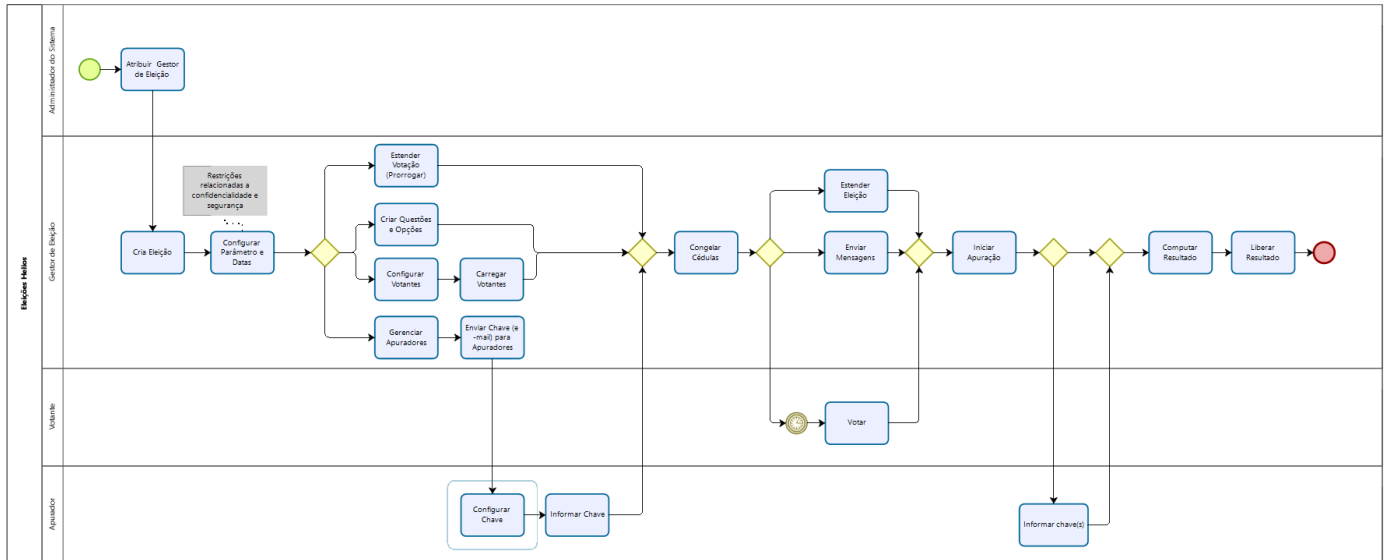 Eleições Helios
Administrador do Sistema
Atribuir Gestor
de Eleição
Gestor de Eleição
Cria Eleição
Restrições
relacionadas a
confidencialidade e
segurança
Configurar
Parâmetro e
Datas
Estender
Votação
(Prorrogar)
Criar Questões
e Opções
Configurar
Votantes
Carregar
Votantes
Gerenciar
Apuradores
Enviar Chave (e
-mail) para
Apuradores
Congelar
Cédulas
Estender
Eleição
Enviar
Mensagens
Iniciar
Apuração
Computar
Resultado
Liberar
Resultado
Votante
Votar
Apurador
Configurar
Chave
Informar Chave
Informar chave(s)